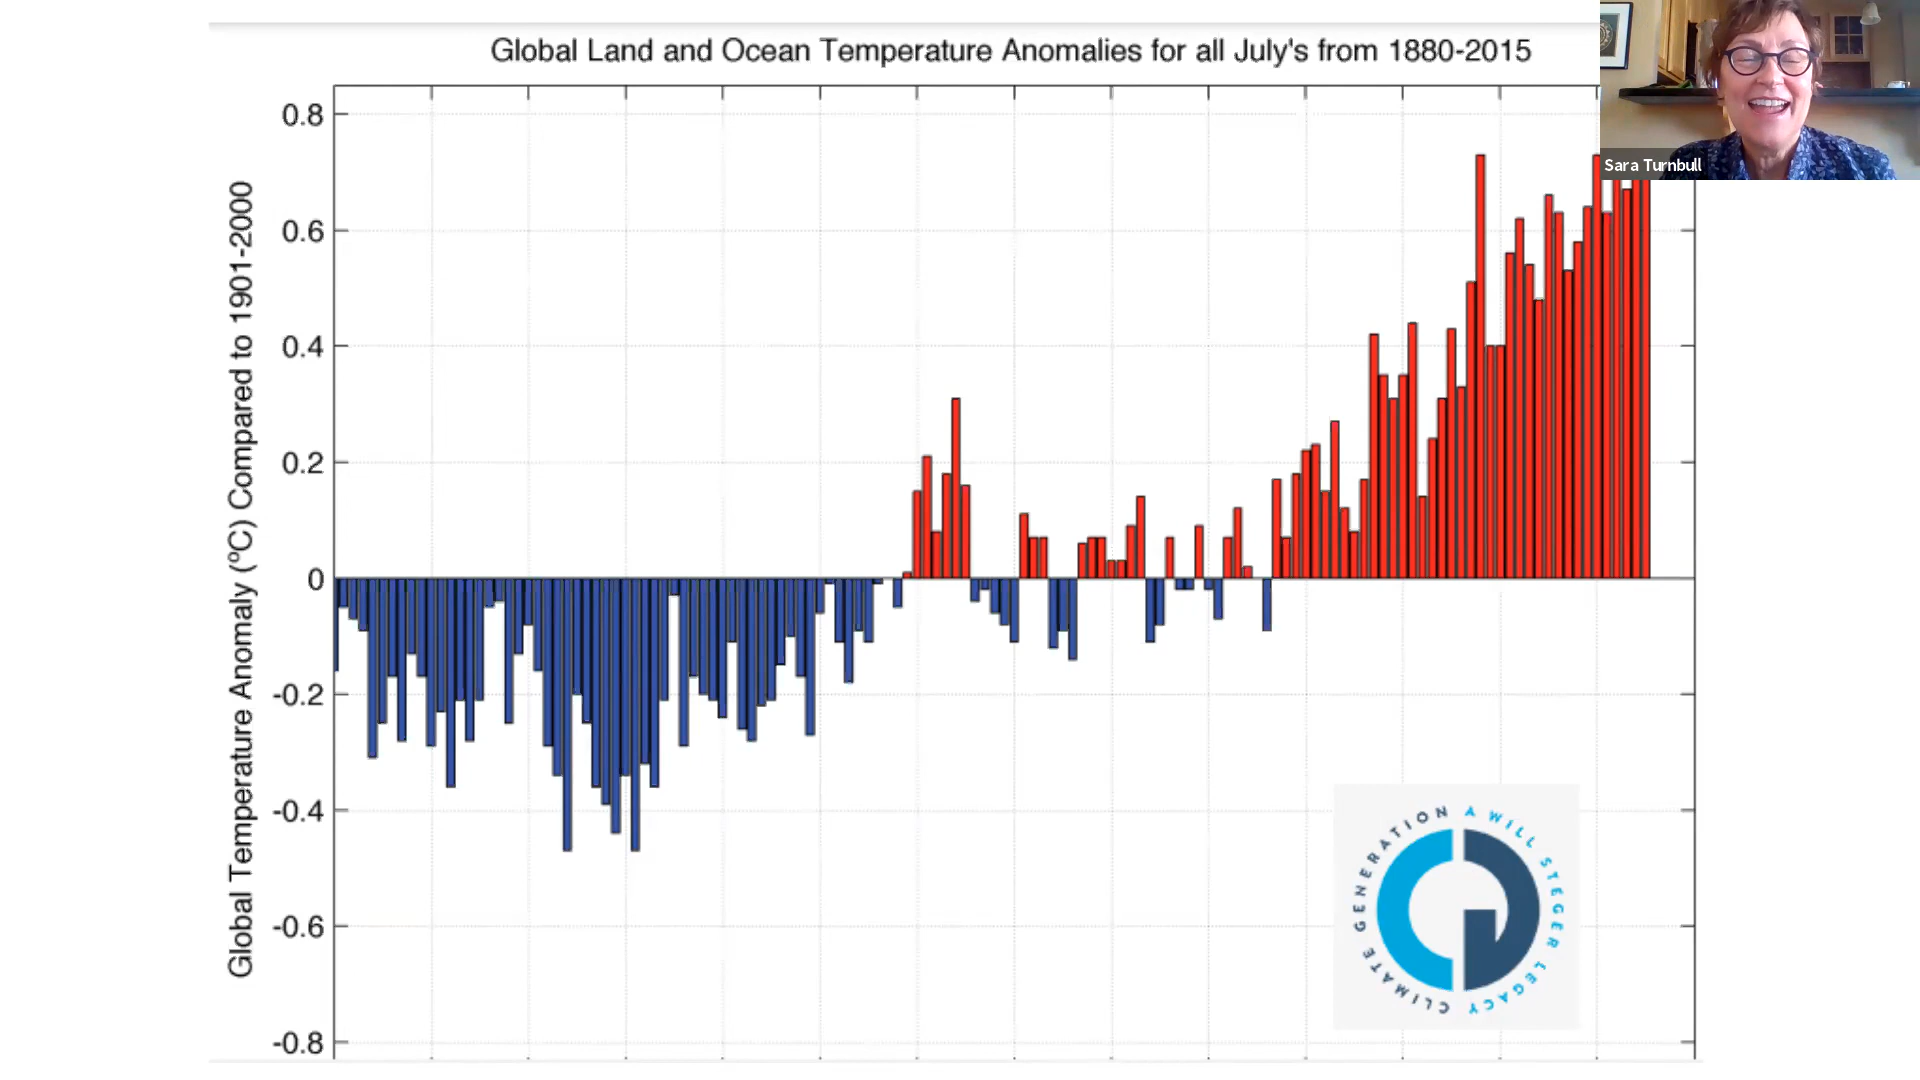 Global Land and Ocean Temperature Anomalies for all July's from 1880-2015
Sara Turnbull
Global Temperature Anomaly (ºC) Compared to 1901-2000
0.8
0.6
0.4
0.2
0
-0.2
-0.4
-0.6
-0.8
CLIMATE GENERATION A WILL STEGER LEGACY